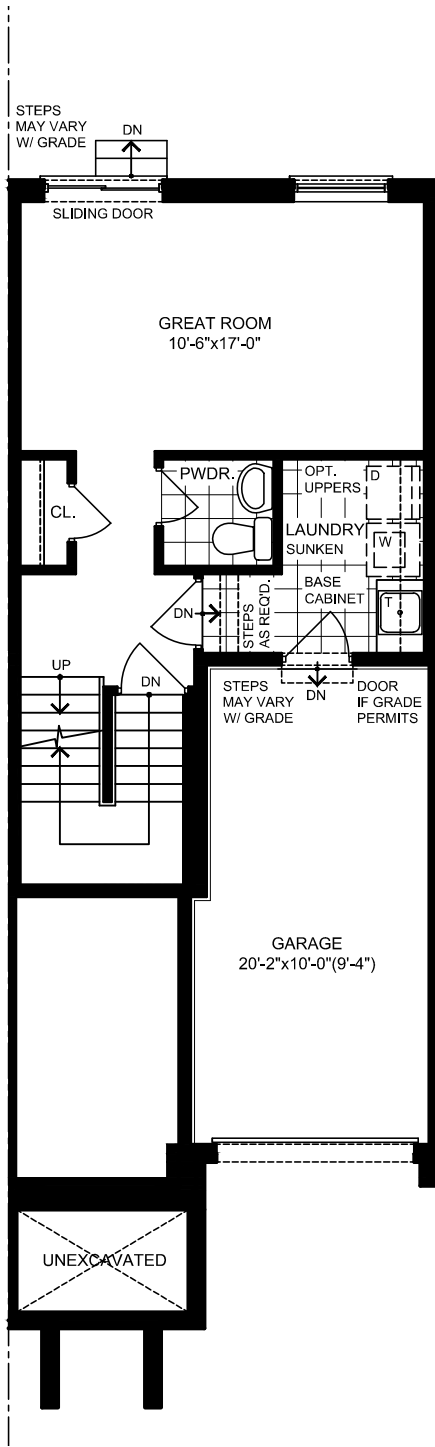 STEPS
MAY VARY
W/ GRADE
DN
SLIDING DOOR
GREAT ROOM
10'-6"x17'-0"
CL.
PWDR.
OPT.
UPPERS
D
LAUNDRY
SUNKEN
W
BASE
CABINET
T
DN
STEPS
AS REQ'D.
UP
DN
STEPS
MAY VARY
W/ GRADE
DN
DOOR
IF GRADE
PERMITS
GARAGE
20'-2"x10'-0"(9'-4")
UNEXCAVATED